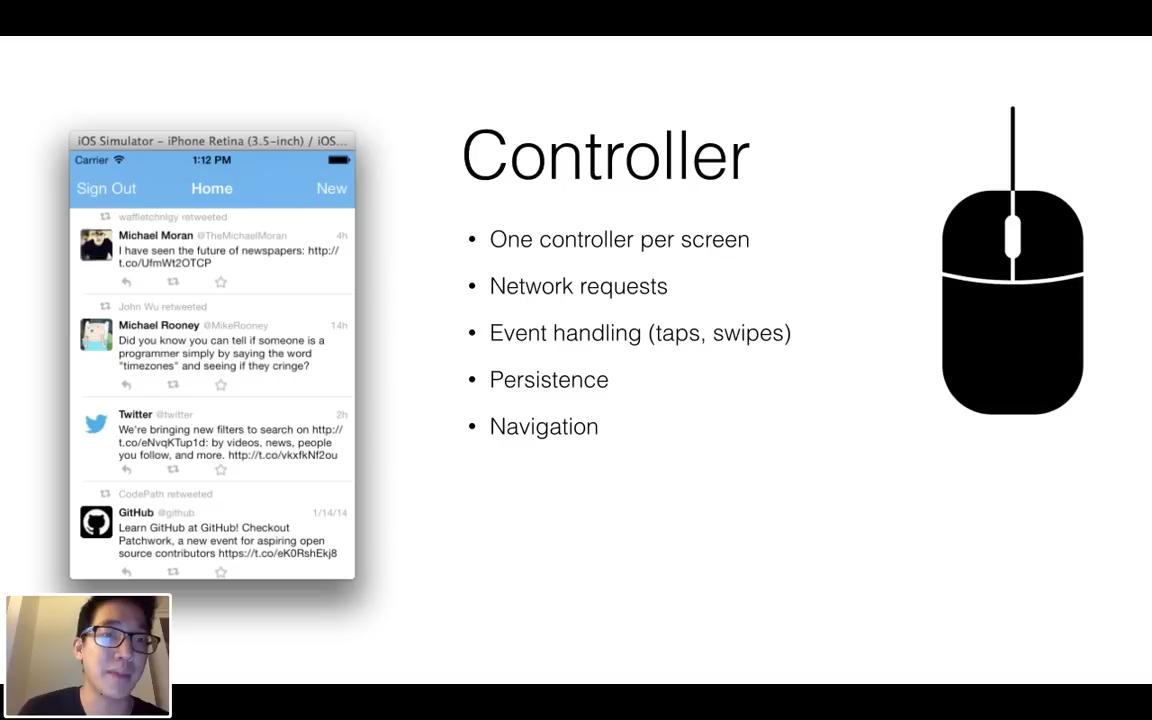 iOS Simulator – iPhone Retina (3.5-inch) / iOS...
Carrier 1:12 PM
Sign Out Home New
waffletchnlgy retweeted
Michael Moran @TheMichaelMoran 4h
I have seen the future of newspapers: http://
t.co/UfmWt2OTCP
John Wu retweeted
Michael Rooney @MikeRooney 14h
Did you know you can tell if someone is a
programmer simply by saying the word
"timezones" and seeing if they cringe?
Twitter @twitter 2h
We're bringing new filters to search on http://
t.co/eNvqKTup1d: by videos, news, people
you follow, and more. http://t.co/vkxfkNf2ou
CodePath retweeted
GitHub @github 1/14/14
Learn GitHub at GitHub! Checkout
Patchwork, a new event for aspiring open
source contributors https://t.co/eK0RshEkj8
Controller
• One controller per screen
• Network requests
• Event handling (taps, swipes)
• Persistence
• Navigation